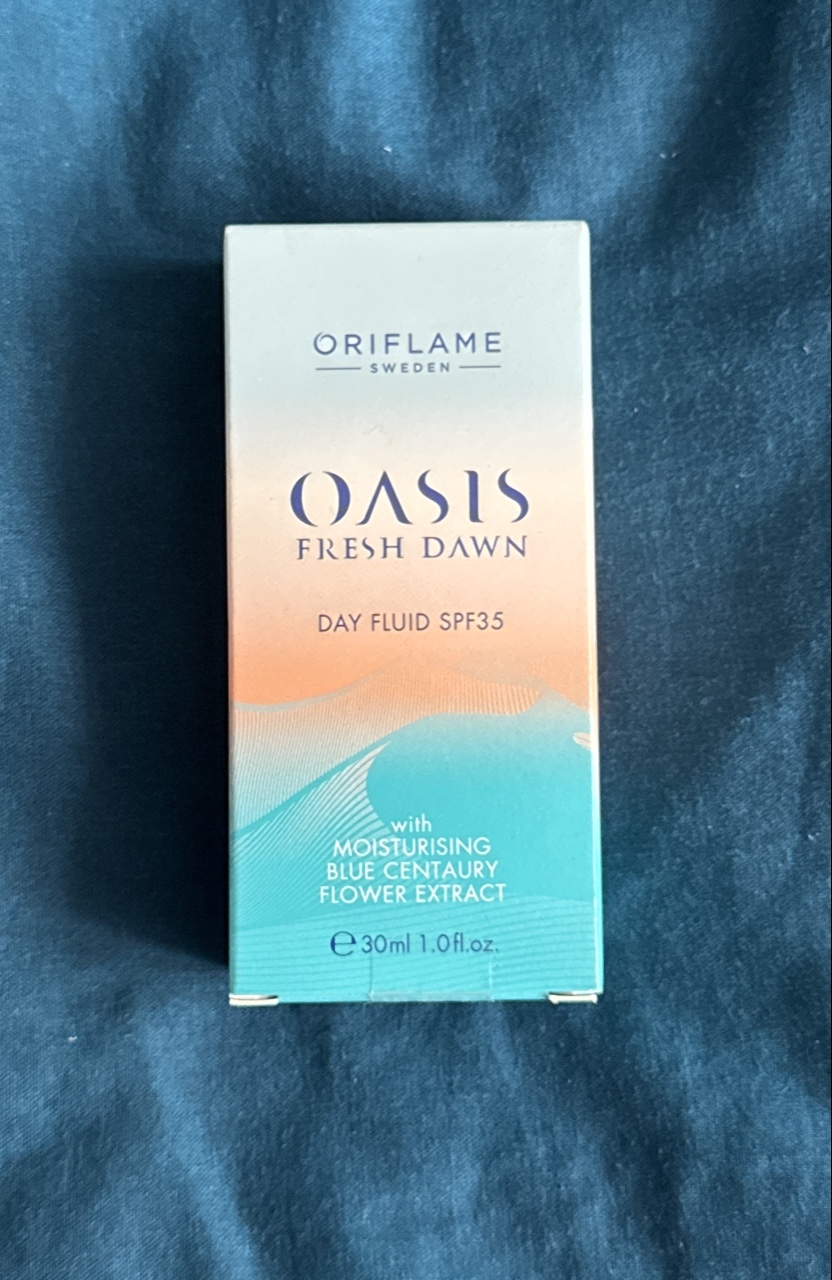 ORIFLAME
SWEDEN
OASIS
FRESH DAWN
DAY FLUID SPF35
with
MOISTURISING
BLUE CENTAURY
FLOWER EXTRACT
℮30ml 1.0fl.oz.